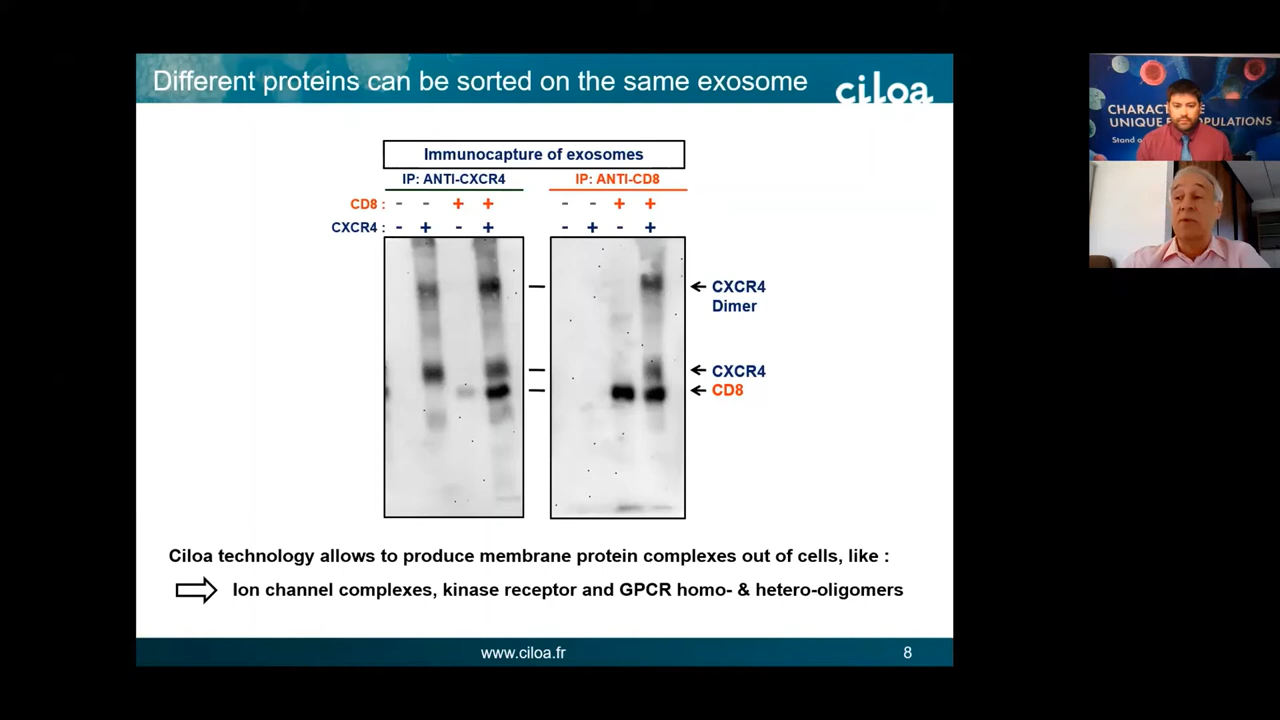 Different proteins can be sorted on the same exosome
ciloa
Immunocapture of exosomes
IP: ANTI-CXCR4 IP: ANTI-CD8
CD8 : - - + + - - + +
CXCR4 : - + - + - + - +
CXCR4
Dimer
CXCR4
CD8
Ciloa technology allows to produce membrane protein complexes out of cells, like :
Ion channel complexes, kinase receptor and GPCR homo- & hetero-oligomers
www.ciloa.fr 8
UNIQUE
Stand